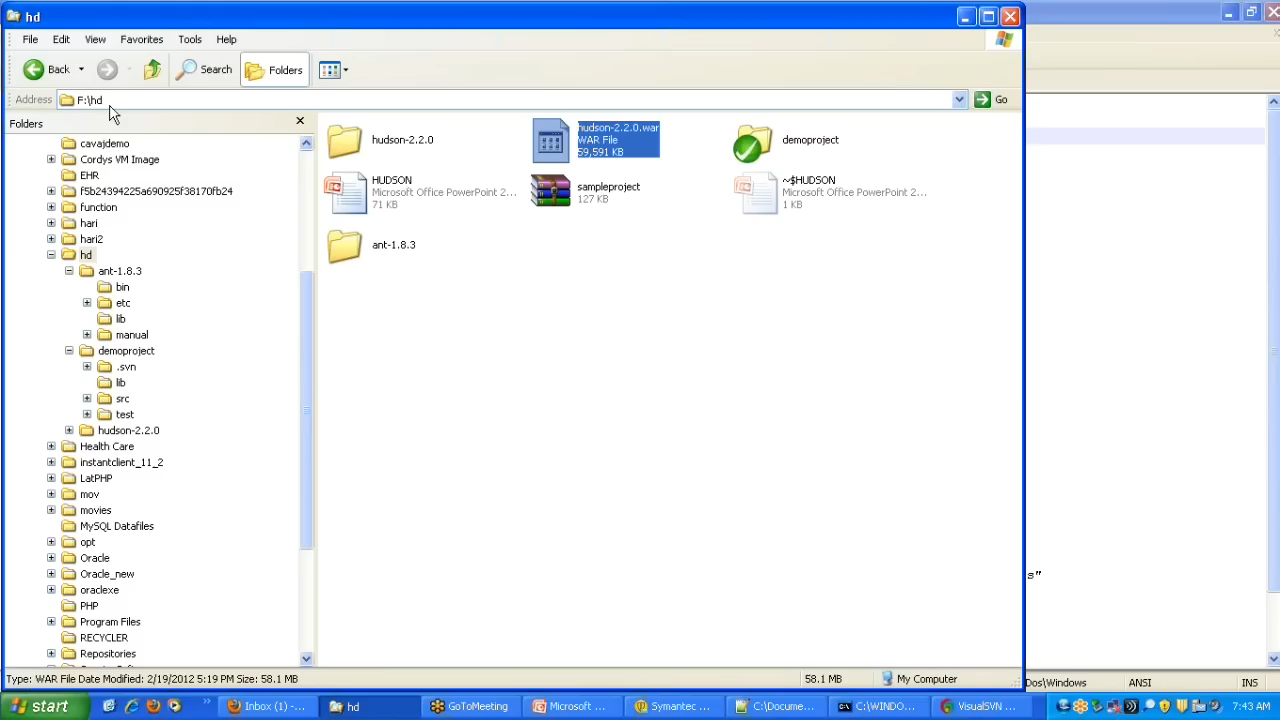 hd
File Edit View Favorites Tools Help
Back Search Folders
Address F:\hd Go
Folders
cavajdemo
Cordys VM Image
EHR
f5b24394225a690925f38170fb24
function
hari
hari2
hd
ant-1.8.3
bin
etc
lib
manual
demoproject
.svn
lib
src
test
hudson-2.2.0
Health Care
instantclient_11_2
LatPHP
mov
movies
MySQL Datafiles
opt
Oracle
Oracle_new
oraclexe
PHP
Program Files
RECYCLER
Repositories
hudson-2.2.0
hudson-2.2.0.war
WAR File
59,591 KB
demoproject
HUDSON
Microsoft Office PowerPoint 2...
71 KB
sampleproject
127 KB
~$HUDSON
Microsoft Office PowerPoint 2...
1 KB
ant-1.8.3
s"
Type: WAR File Date Modified: 2/19/2012 5:19 PM Size: 58.1 MB 58.1 MB My Computer
Dos\Windows ANSI INS
start Inbox (1) -... hd GoToMeeting Microsoft ... Symantec ... C:\Docume... C:\WINDO... VisualSVN ... 7:43 AM